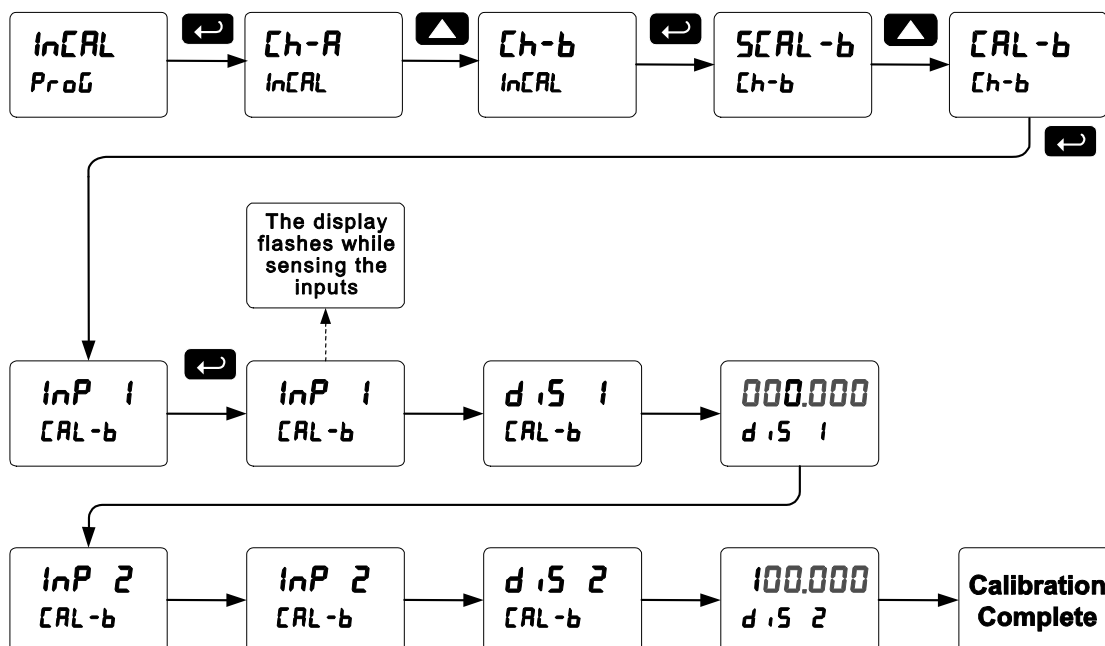 InCAL
ProG
Ch-A
InCAL
Ch-b
InCAL
SCAL-b
Ch-b
CAL-b
Ch-b
The display
flashes while
sensing the
inputs
InP 1
CAL-b
InP 1
CAL-b
diS 1
CAL-b
000.000
diS 1
InP 2
CAL-b
InP 2
CAL-b
diS 2
CAL-b
100.000
diS 2
Calibration
Complete